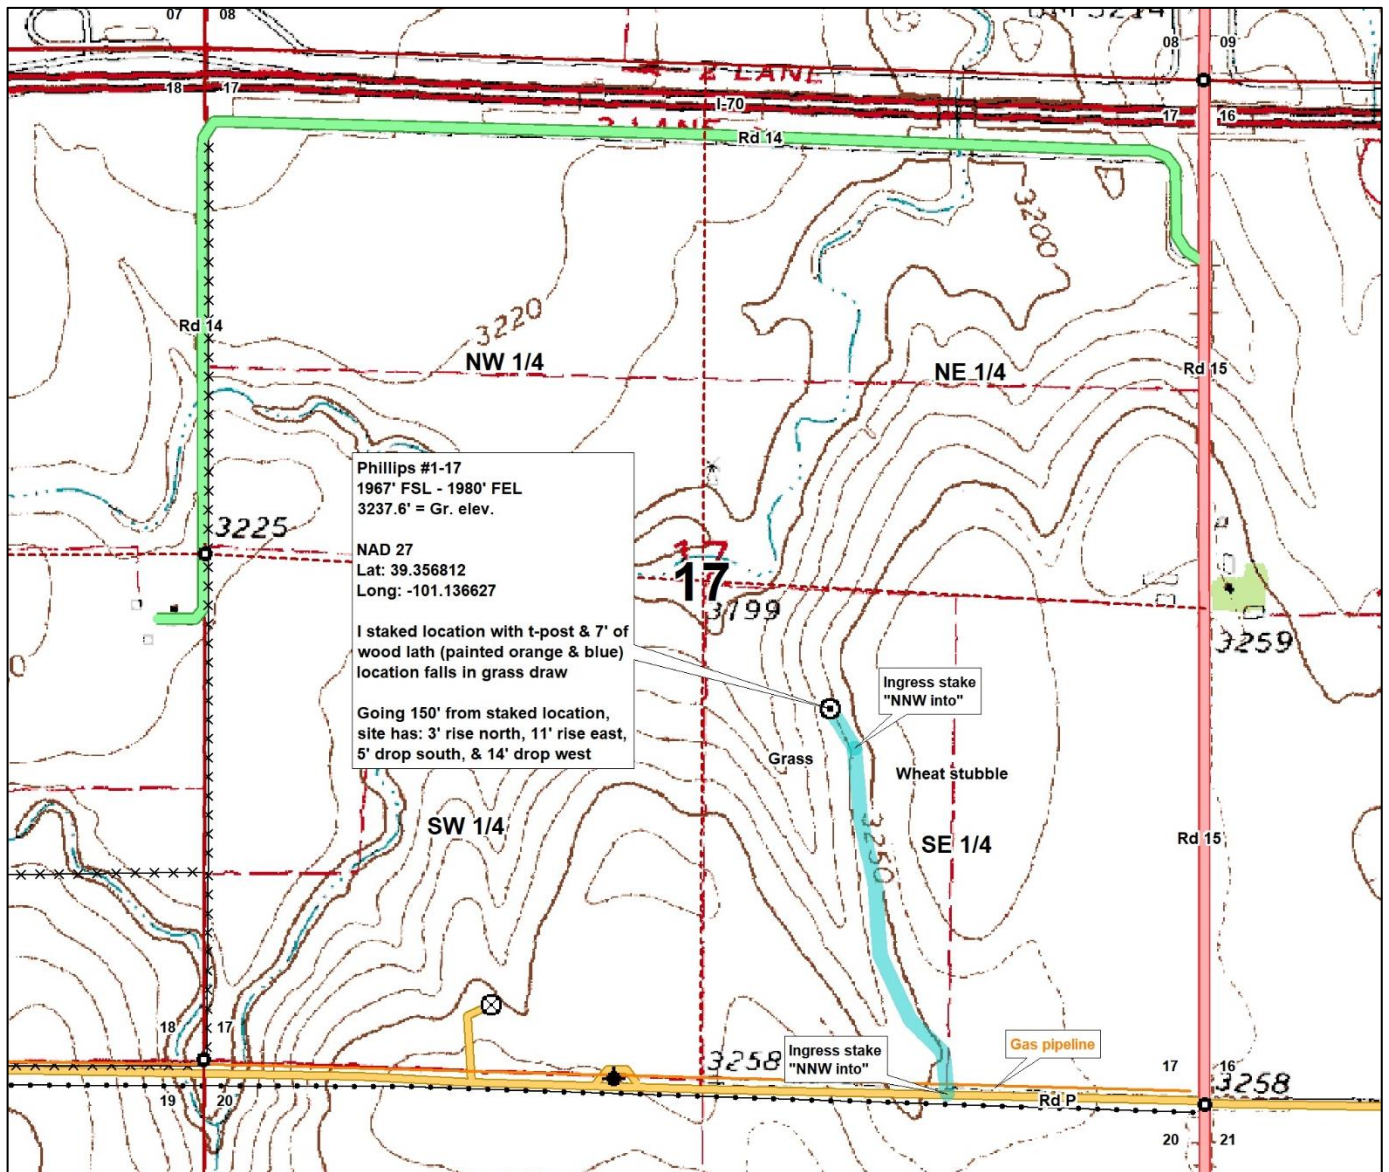 07 08
08 09
2 LANE
18 17
I-70
17 16
Rd 14
3200
3220
Rd 14
NW 1/4
NE 1/4
Rd 15
Phillips #1-17
1967' FSL - 1980' FEL
3237.6' = Gr. elev.
NAD 27
Lat: 39.356812
Long: -101.136627
I staked location with t-post & 7' of
wood lath (painted orange & blue)
location falls in grass draw
Going 150' from staked location,
site has: 3' rise north, 11' rise east,
5' drop south, & 14' drop west
3225
17
17
3199
3259
Ingress stake
"NNW into"
Grass
Wheat stubble
SW 1/4
3250
SE 1/4
Rd 15
18 17
3258
Ingress stake
"NNW into"
Gas pipeline
17 16
3258
19 20
Rd P
20 21